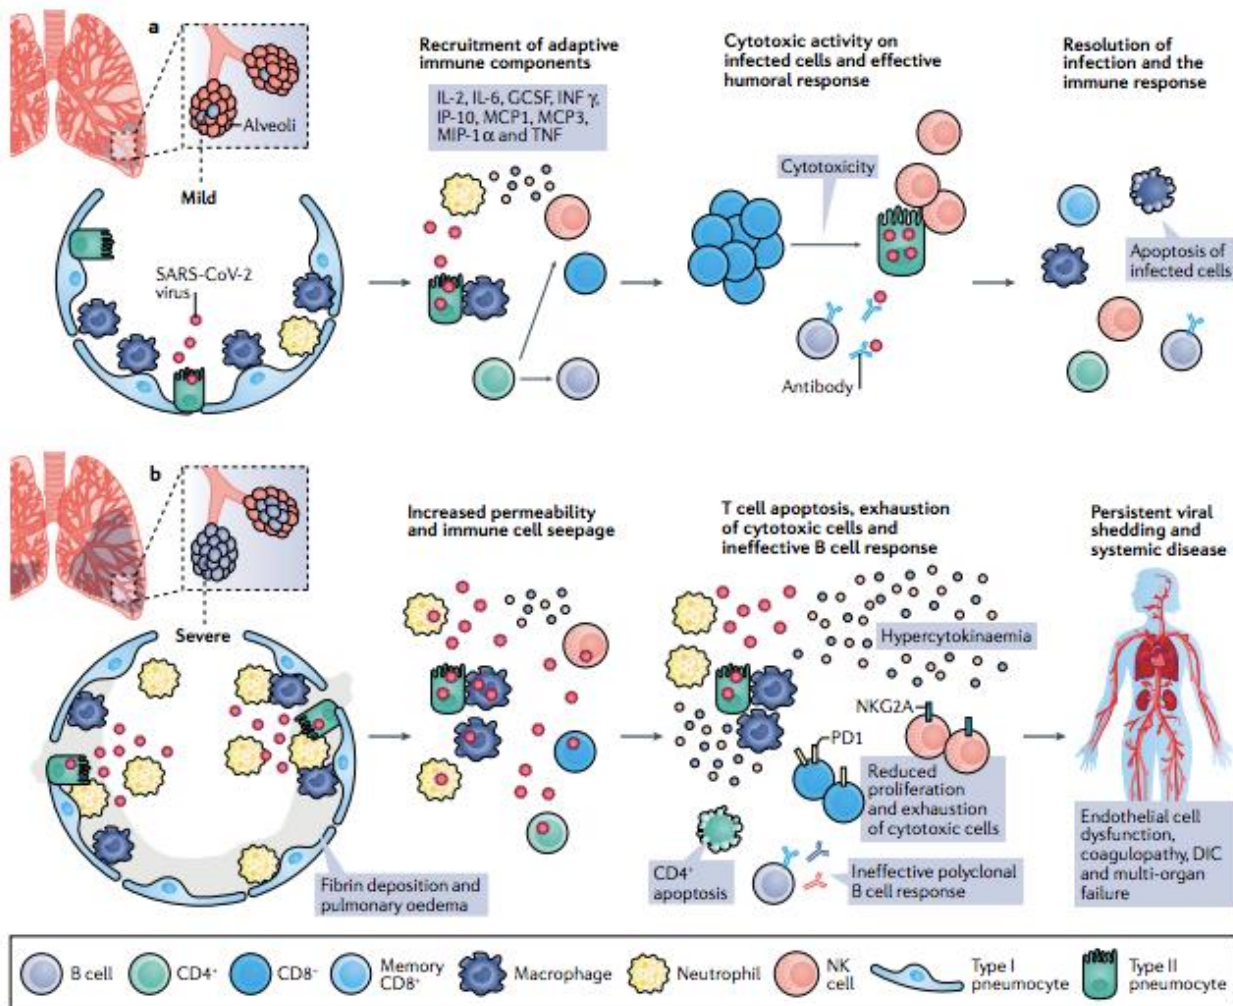 a
Alveoli
Mild
SARS-CoV-2
virus
Recruitment of adaptive
immune components
IL-2, IL-6, GCSF, INF γ,
IP-10, MCP1, MCP3,
MIP-1 α and TNF
Cytotoxic activity on
infected cells and effective
humoral response
Cytotoxicity
Antibody
Resolution of
infection and the
immune response
Apoptosis of
infected cells
b
Severe
Fibrin deposition and
pulmonary oedema
Increased permeability
and immune cell seepage
T cell apoptosis, exhaustion
of cytotoxic cells and
ineffective B cell response
Hypercytokinaemia
NKG2A
PD1
Reduced
proliferation
and exhaustion
of cytotoxic cells
CD4⁺
apoptosis
Ineffective polyclonal
B cell response
Persistent viral
shedding and
systemic disease
Endothelial cell
dysfunction,
coagulopathy, DIC
and multi-organ
failure
B cell
CD4⁺
CD8⁺
Memory
CD8⁺
Macrophage
Neutrophil
NK
cell
Type I
pneumocyte
Type II
pneumocyte